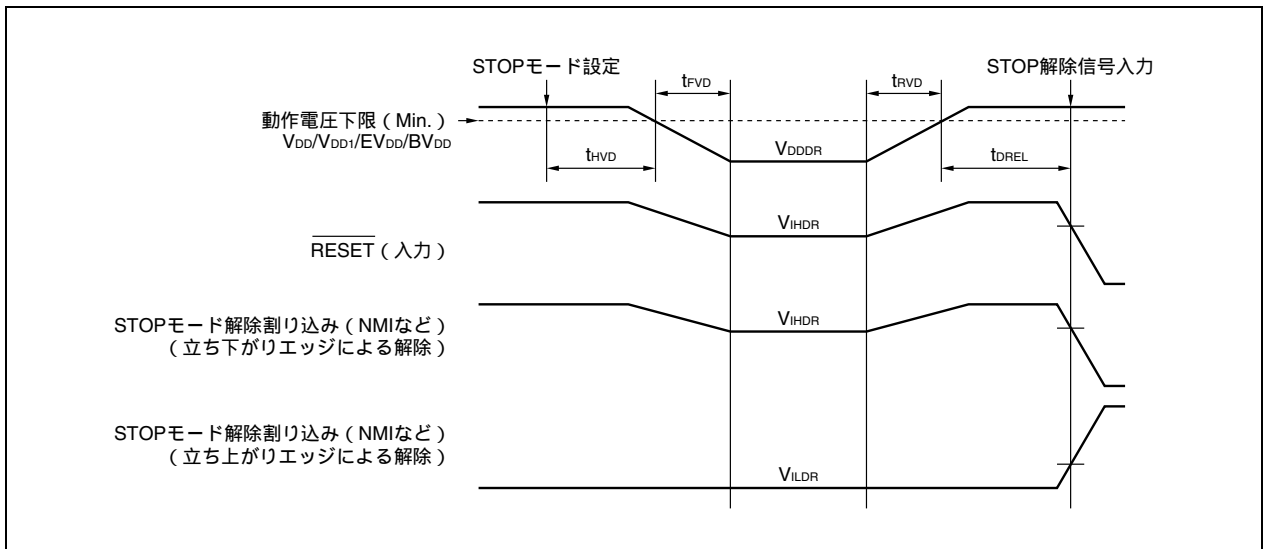 STOPモード設定
STOP解除信号入力
tFVD
tRVD
動作電圧下限(Min.)
VDD/VDD1/EVDD/BVDD
tHVD
VDDDR
tDREL
RESET(入力)
VIHDR
STOPモード解除割り込み(NMIなど)
(立ち下がりエッジによる解除)
VIHDR
STOPモード解除割り込み(NMIなど)
(立ち上がりエッジによる解除)
VILDR